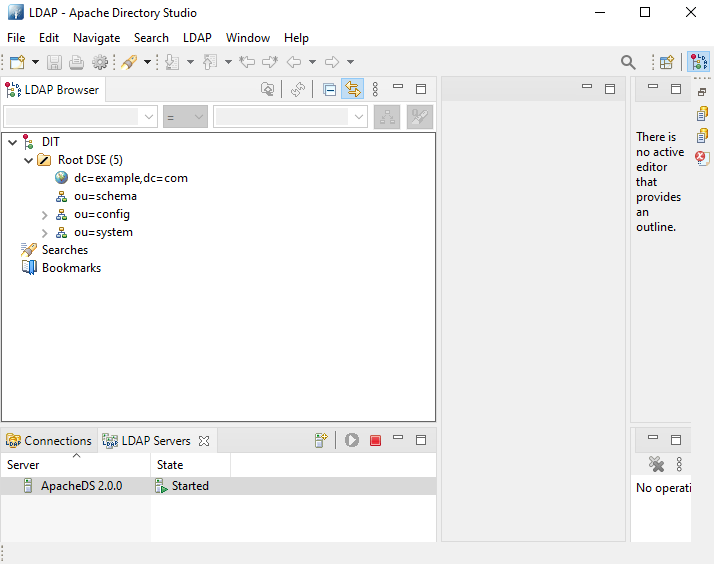 LDAP - Apache Directory Studio
File Edit Navigate Search LDAP Window Help
LDAP Browser
=
DIT
Root DSE (5)
dc=example,dc=com
ou=schema
ou=config
ou=system
Searches
Bookmarks
There is
no active
editor
that
provides
an
outline.
Connections
LDAP Servers
Server State
ApacheDS 2.0.0 Started
No operati